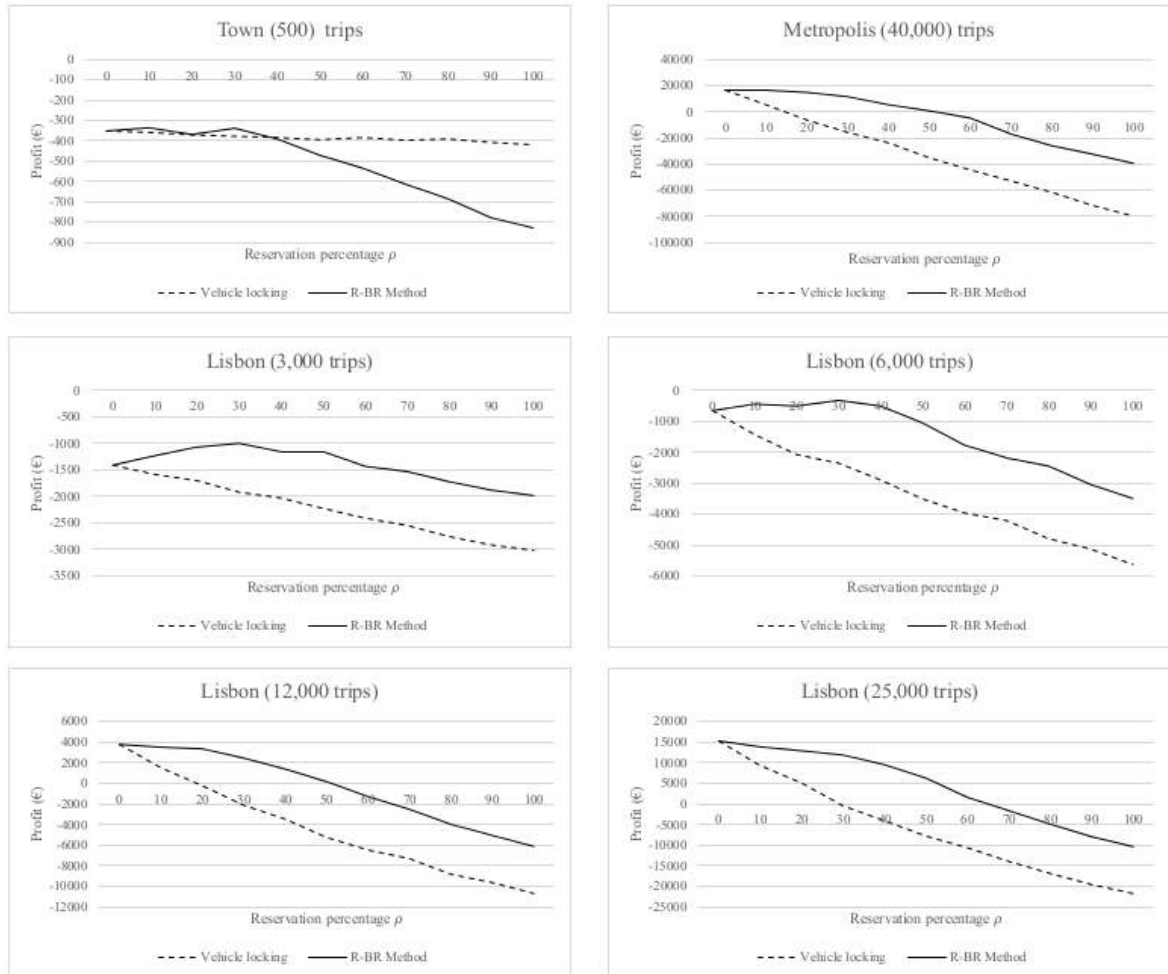 Town (500) trips
0
-100
-200
-300
-400
-500
-600
-700
-800
-900
0 10 20 30 40 50 60 70 80 90 100
Profit (€)
Reservation percentage ρ
Vehicle locking R-BR Method
Metropolis (40,000) trips
40000
20000
0
-20000
-40000
-60000
-80000
-100000
0 10 20 30 40 50 60 70 80 90 100
Profit (€)
Reservation percentage ρ
Vehicle locking R-BR Method
Lisbon (3,000 trips)
0
-500
-1000
-1500
-2000
-2500
-3000
-3500
0 10 20 30 40 50 60 70 80 90 100
Profit (€)
Reservation percentage ρ
Vehicle locking R-BR Method
Lisbon (6,000 trips)
0
-1000
-2000
-3000
-4000
-5000
-6000
0 10 20 30 40 50 60 70 80 90 100
Profit (€)
Reservation percentage ρ
Vehicle locking R-BR Method
Lisbon (12,000 trips)
6000
4000
2000
0
-2000
-4000
-6000
-8000
-10000
-12000
0 10 20 30 40 50 60 70 80 90 100
Profit (€)
Reservation percentage ρ
Vehicle locking R-BR Method
Lisbon (25,000 trips)
20000
15000
10000
5000
0
-5000
-10000
-15000
-20000
-25000
0 10 20 30 40 50 60 70 80 90 100
Profit (€)
Reservation percentage ρ
Vehicle locking R-BR Method